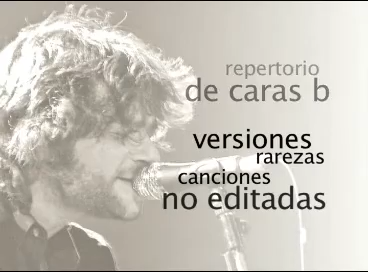 repertorio
de caras b
versiones
rarezas
canciones
no editadas